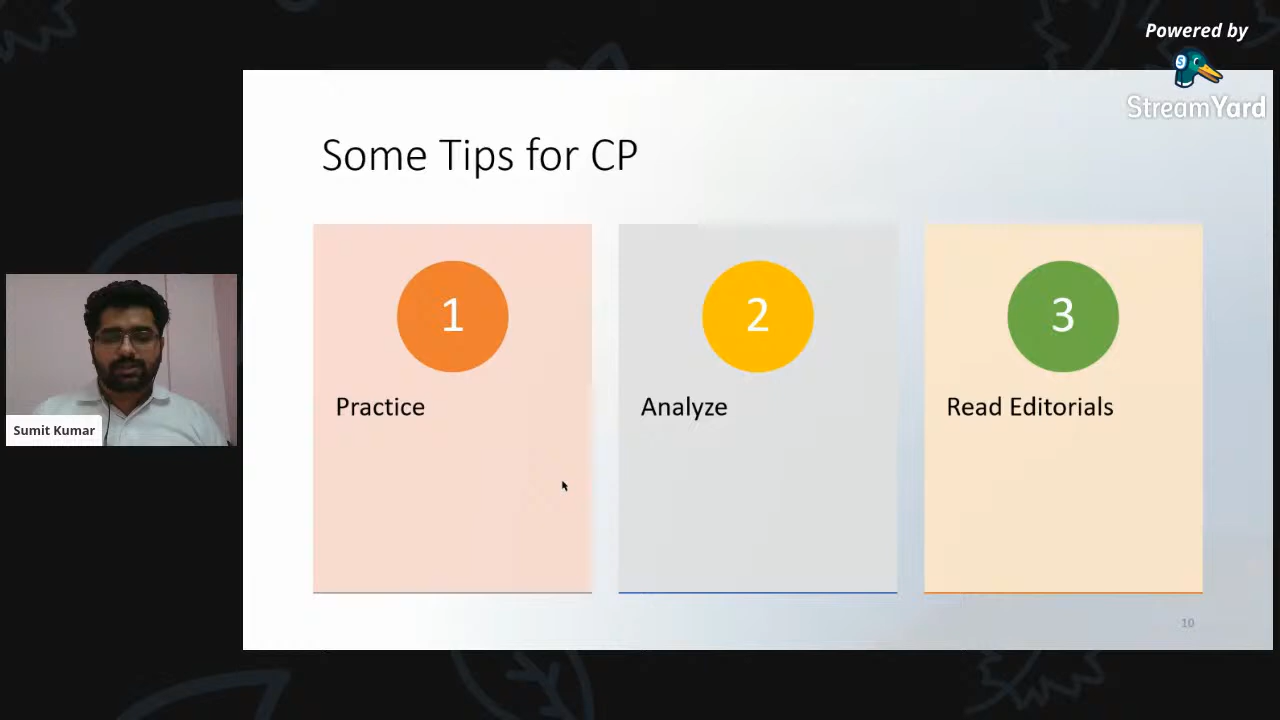 Powered by
StreamYard
Some Tips for CP
1
2
3
Practice
Analyze
Read Editorials
Sumit Kumar
10